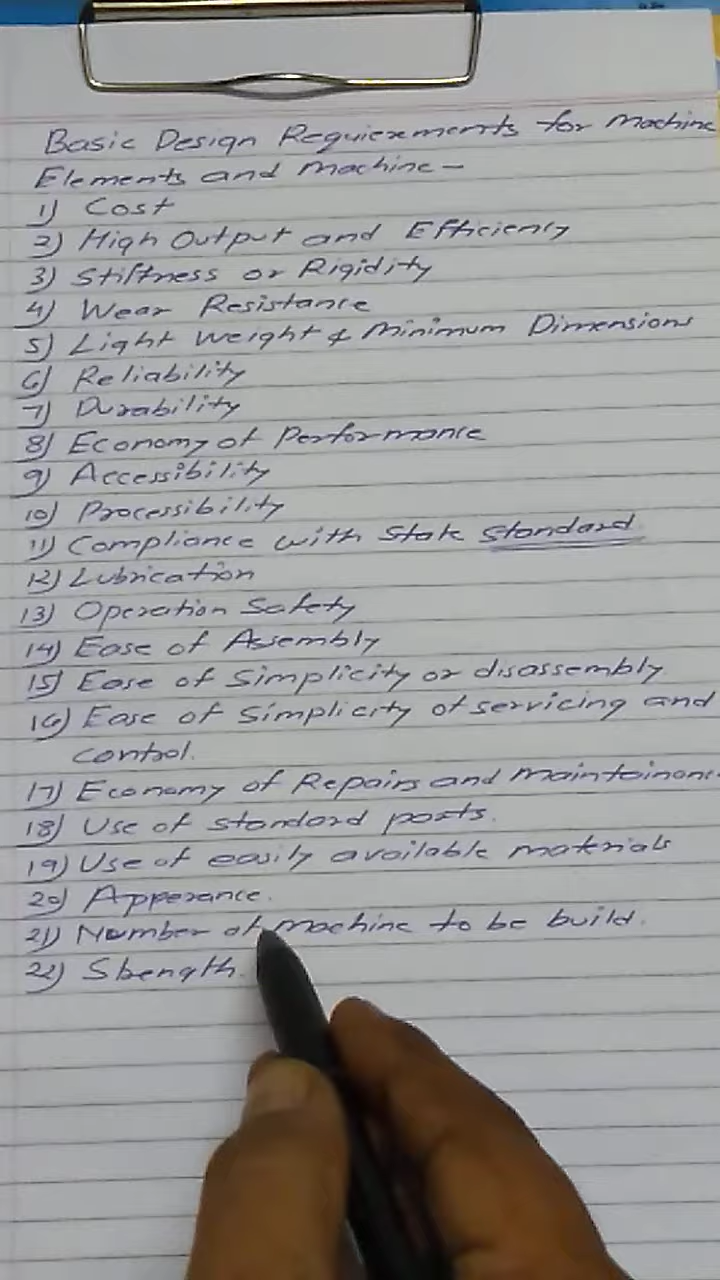 Basic Design Requierements for Machine
Elements and Machine-
1) Cost
2) High Output and Efficiency
3) Stiffness or Rigidity
4) Wear Resistance
5) Light Weight & Minimum Dimensions
6) Reliability
7) Durability
8) Economy of Performance
9) Accessibility
10) Processibility
11) Compliance with State Standard
12) Lubrication
13) Operation Safety
14) Ease of Assembly
15) Ease of Simplicity or disassembly
16) Ease of Simplicity of servicing and
control.
17) Economy of Repairs and Maintainanc
18) Use of standard parts.
19) Use of easily available materials
20) Apperance.
21) Number of machine to be build.
22) Strength.